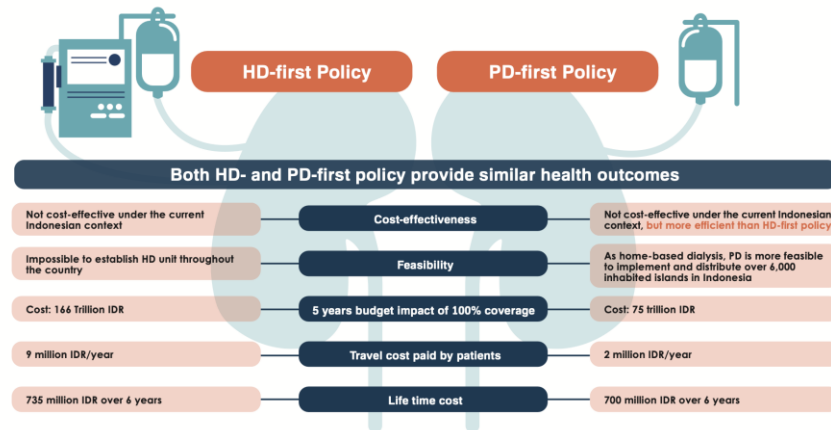 HD-first Policy
PD-first Policy
Both HD- and PD-first policy provide similar health outcomes
Not cost-effective under the current
Indonesian context
Cost-effectiveness
Not cost-effective under the current Indonesian
context, but more efficient than HD-first policy
Impossible to establish HD unit throughout
the country
Feasibility
As home-based dialysis, PD is more feasible
to implement and distribute over 6,000
inhabited islands in Indonesia
Cost: 166 Trillion IDR
5 years budget impact of 100% coverage
Cost: 75 trillion IDR
9 million IDR/year
Travel cost paid by patients
2 million IDR/year
735 million IDR over 6 years
Life time cost
700 million IDR over 6 years